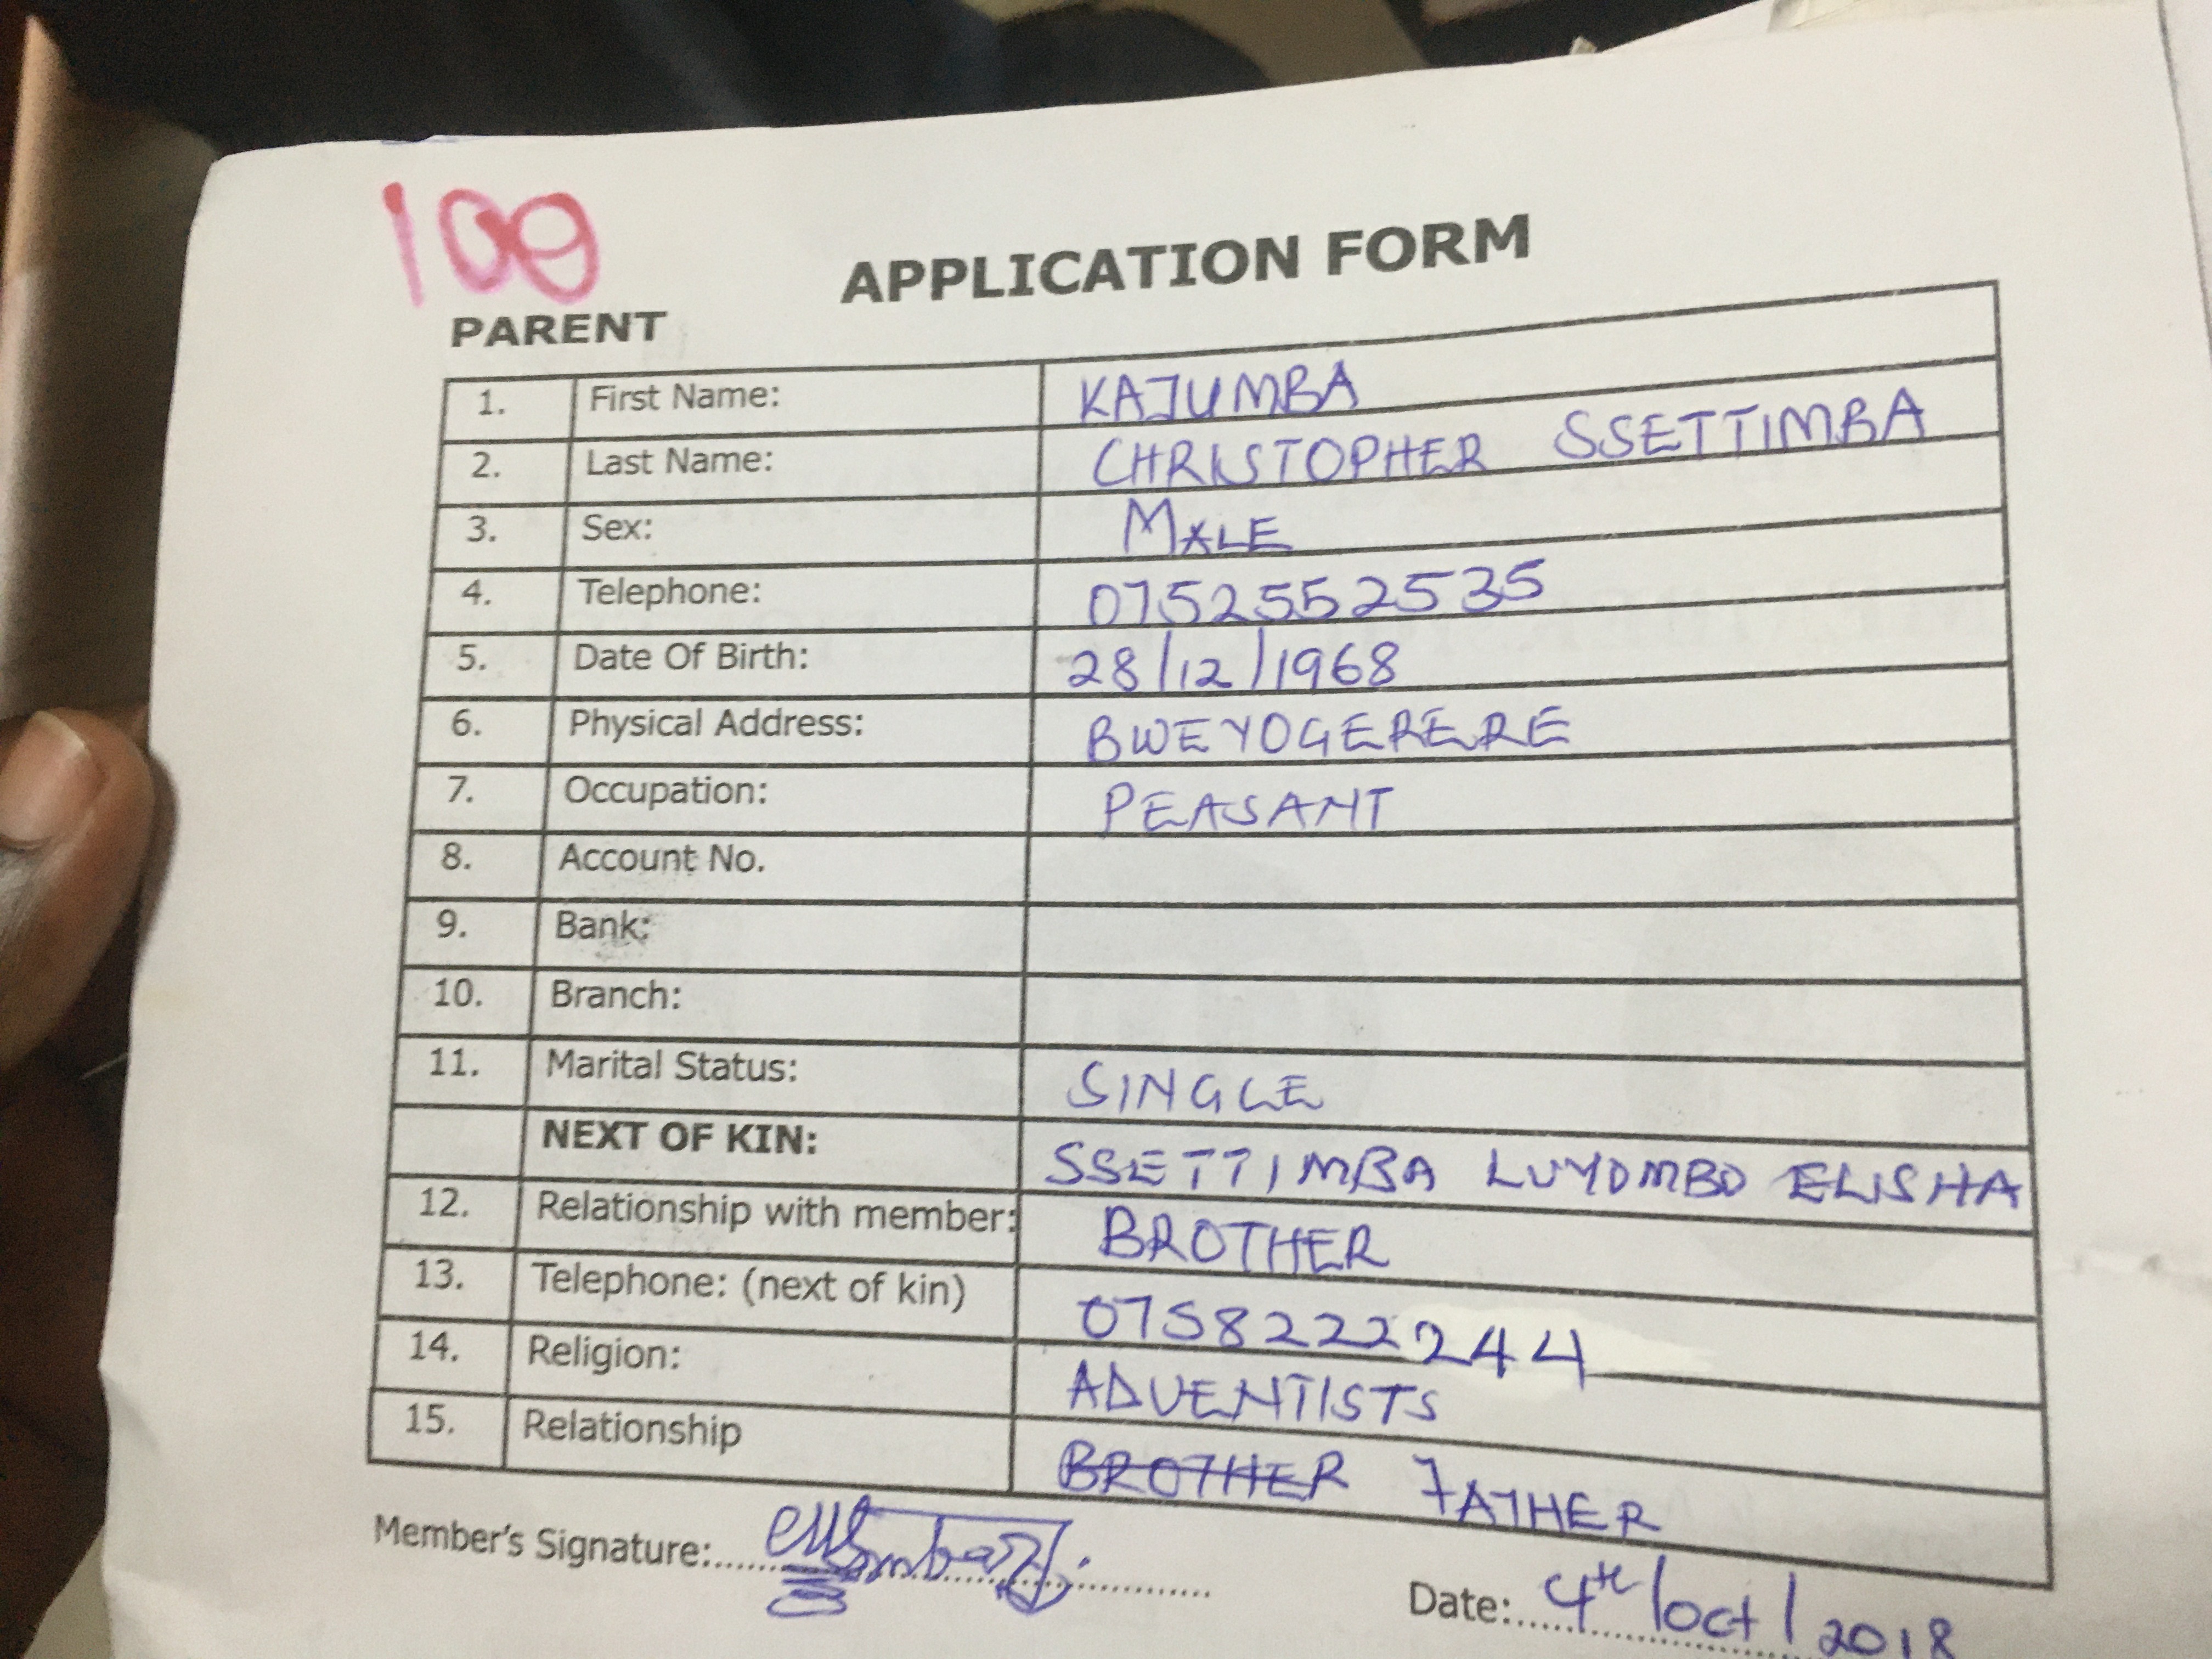 108
APPLICATION FORM
PARENT
1. First Name: KAJUMBA
2. Last Name: CHRISTOPHER SSETTIMBA
3. Sex: MALE
4. Telephone: 0752552535
5. Date Of Birth: 28/12/1968
6. Physical Address: BWEYOGERERE
7. Occupation: PEASANT
8. Account No.
9. Bank:
10. Branch:
11. Marital Status: SINGLE
NEXT OF KIN: SSETTIMBA LUYOMBO ELISHA
12. Relationship with member: BROTHER
13. Telephone: (next of kin) 0758222244
14. Religion: ADVENTISTS
15. Relationship BROTHER FATHER
Member's Signature: Date: 4th/oct/2018